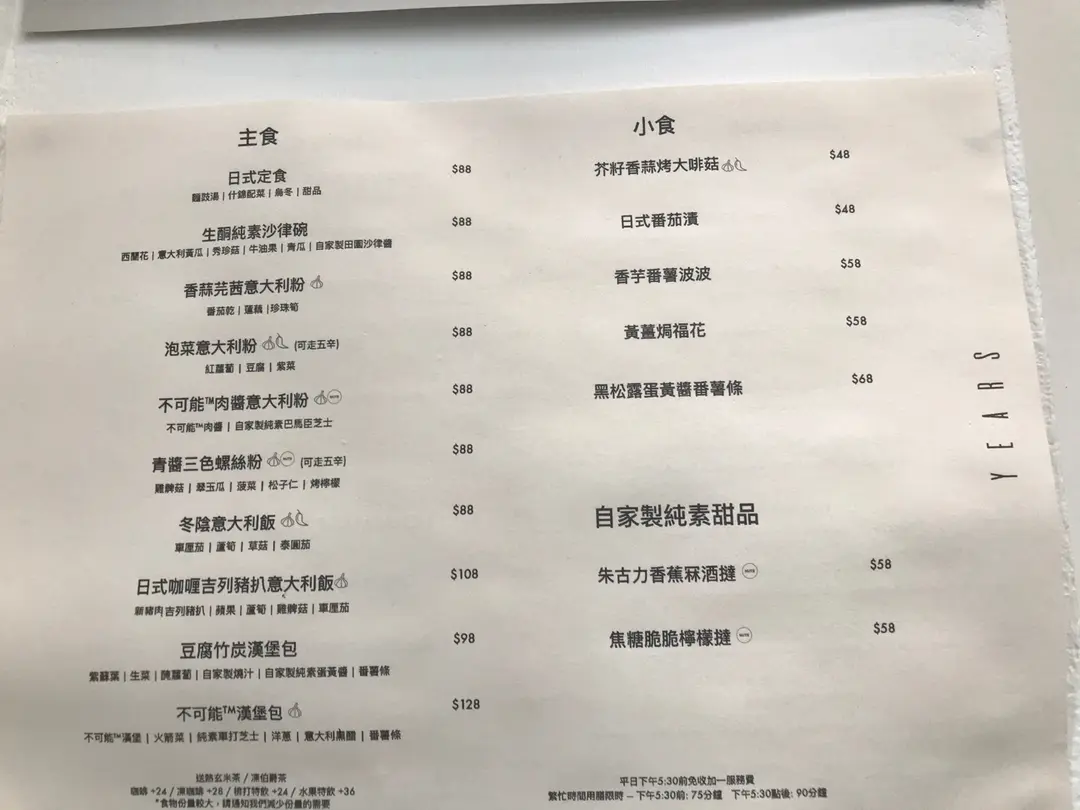 主食
日式定食 $88
麵豉湯 | 什錦配菜 | 烏冬 | 甜品
生酮純素沙律碗 $88
西蘭花 | 意大利黃瓜 | 秀珍菇 | 牛油果 | 青瓜 | 自家製田園沙律醬
香蒜芫茜意大利粉 $88
番茄乾 | 蓮藕 | 珍珠筍
泡菜意大利粉 (可走五辛) $88
紅蘿蔔 | 豆腐 | 紫菜
不可能™肉醬意大利粉 $88
不可能™肉醬 | 自家製純素巴馬臣芝士
青醬三色螺絲粉 (可走五辛) $88
雞髀菇 | 翠玉瓜 | 菠菜 | 松子仁 | 烤檸檬
冬陰意大利飯 $88
車厘茄 | 蘆筍 | 草菇 | 泰圓茄
日式咖喱吉列豬扒意大利飯 $108
新豬肉吉列豬扒 | 蘋果 | 蘆筍 | 雞髀菇 | 車厘茄
豆腐竹炭漢堡包 $98
紫蘇葉 | 生菜 | 醃蘿蔔 | 自家製燒汁 | 自家製純素蛋黃醬 | 番薯條
不可能™漢堡包 $128
不可能™漢堡 | 火箭菜 | 純素車打芝士 | 洋蔥 | 意大利黑醋 | 番薯條
送熱玄米茶 / 凍伯爵茶
咖啡 +24 / 凍咖啡 +28 / 梳打特飲 +24 / 水果特飲 +36
*食物份量較大，請通知我們減少份量的需要
小食
芥籽香蒜烤大啡菇 $48
日式番茄漬 $48
香芋番薯波波 $58
黃薑焗福花 $58
黑松露蛋黃醬番薯條 $68
自家製純素甜品
朱古力香蕉冧酒撻 $58
焦糖脆脆檸檬撻 $58
平日下午5:30前免收加一服務費
繁忙時間用膳限時 – 下午5:30前: 75分鐘 下午5:30點後: 90分鐘
YEARS